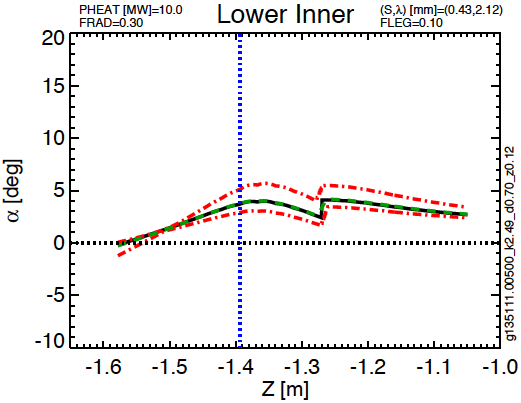 PHEAT [MW]=10.0
FRAD=0.30
Lower Inner
(S,λ) [mm]=(0.43,2.12)
FLEG=0.10
20
15
10
5
0
-5
-10
α [deg]
-1.6 -1.5 -1.4 -1.3 -1.2 -1.1 -1.0
Z [m]
g135111.00500_k2.49_d0.70_z0.12